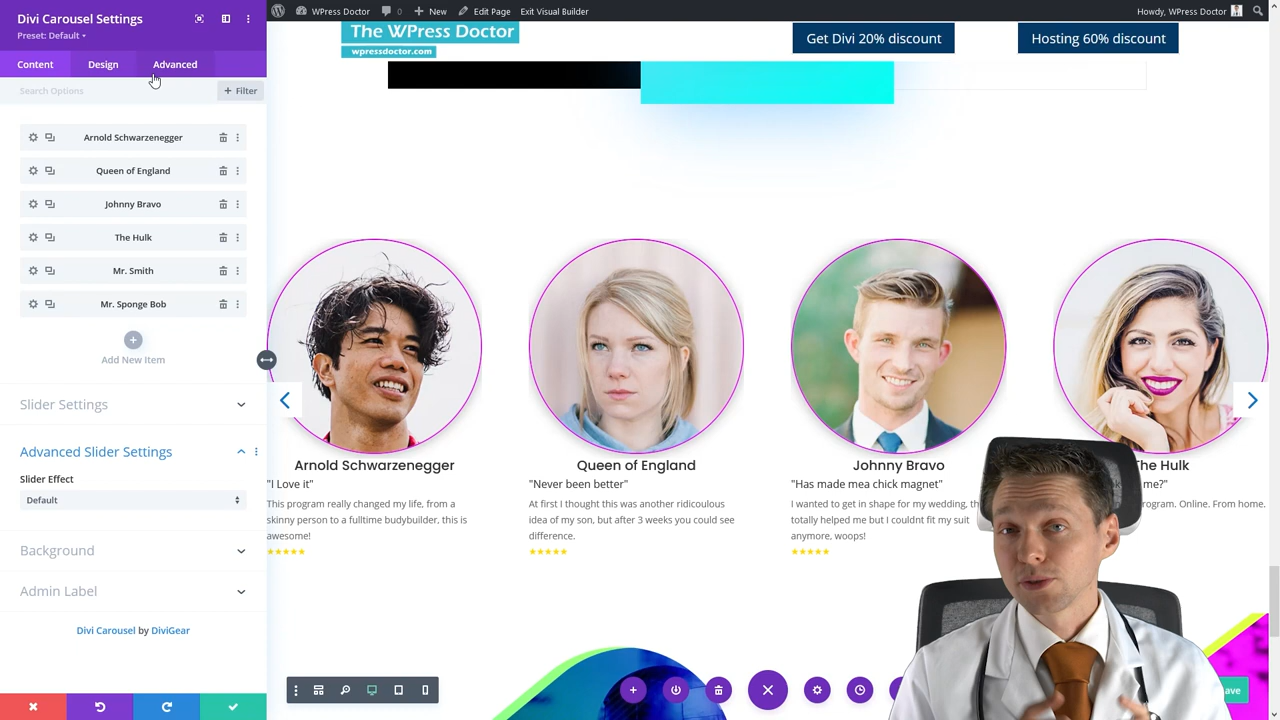 Divi Carousel Settings
Preset: Default
Content
Design
Advanced
Search Options
+ Filter
Arnold Schwarzenegger
Queen of England
Johnny Bravo
The Hulk
Mr. Smith
Mr. Sponge Bob
Add New Item
Slider Settings
Advanced Slider Settings
Slider Effect
Default
Background
Admin Label
Divi Carousel by DiviGear
WPress Doctor
0
+ New
Edit Page
Exit Visual Builder
Howdy, WPress Doctor
The WPress Doctor
wpressdoctor.com
Get Divi 20% discount
Hosting 60% discount
Arnold Schwarzenegger
"I Love it"
This program really changed my life, from a
skinny person to a fulltime budybuilder, this is
awesome!
★★★★★
Queen of England
"Never been better"
At first I thought this was another ridicoulous
idea of my son, but after 3 weeks you could see
difference.
★★★★★
Johnny Bravo
"Has made mea chick magnet"
I wanted to get in shape for my wedding, th
totally helped me but I couldnt fit my suit
anymore, woops!
★★★★★
The Hulk
me?"
rogram. Online. From home.
ave